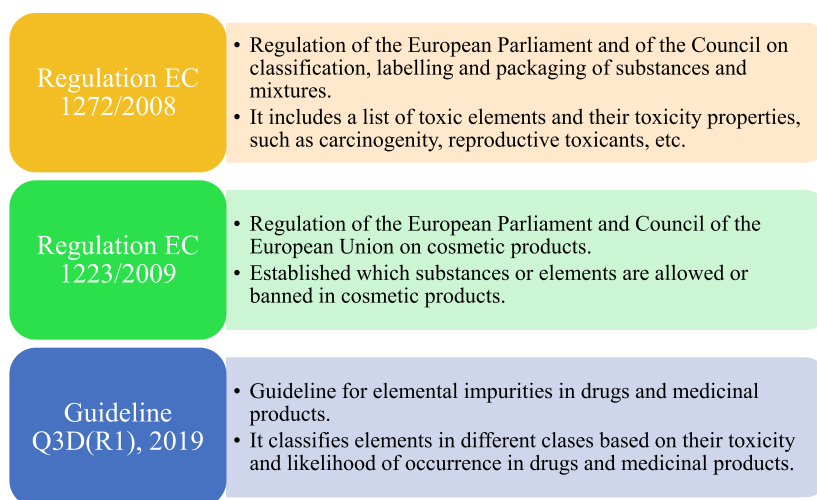 Regulation EC
1272/2008
• Regulation of the European Parliament and of the Council on
classification, labelling and packaging of substances and
mixtures.
• It includes a list of toxic elements and their toxicity properties,
such as carcinogenity, reproductive toxicants, etc.
Regulation EC
1223/2009
• Regulation of the European Parliament and Council of the
European Union on cosmetic products.
• Established which substances or elements are allowed or
banned in cosmetic products.
Guideline
Q3D(R1), 2019
• Guideline for elemental impurities in drugs and medicinal
products.
• It classifies elements in different clases based on their toxicity
and likelihood of occurrence in drugs and medicinal products.